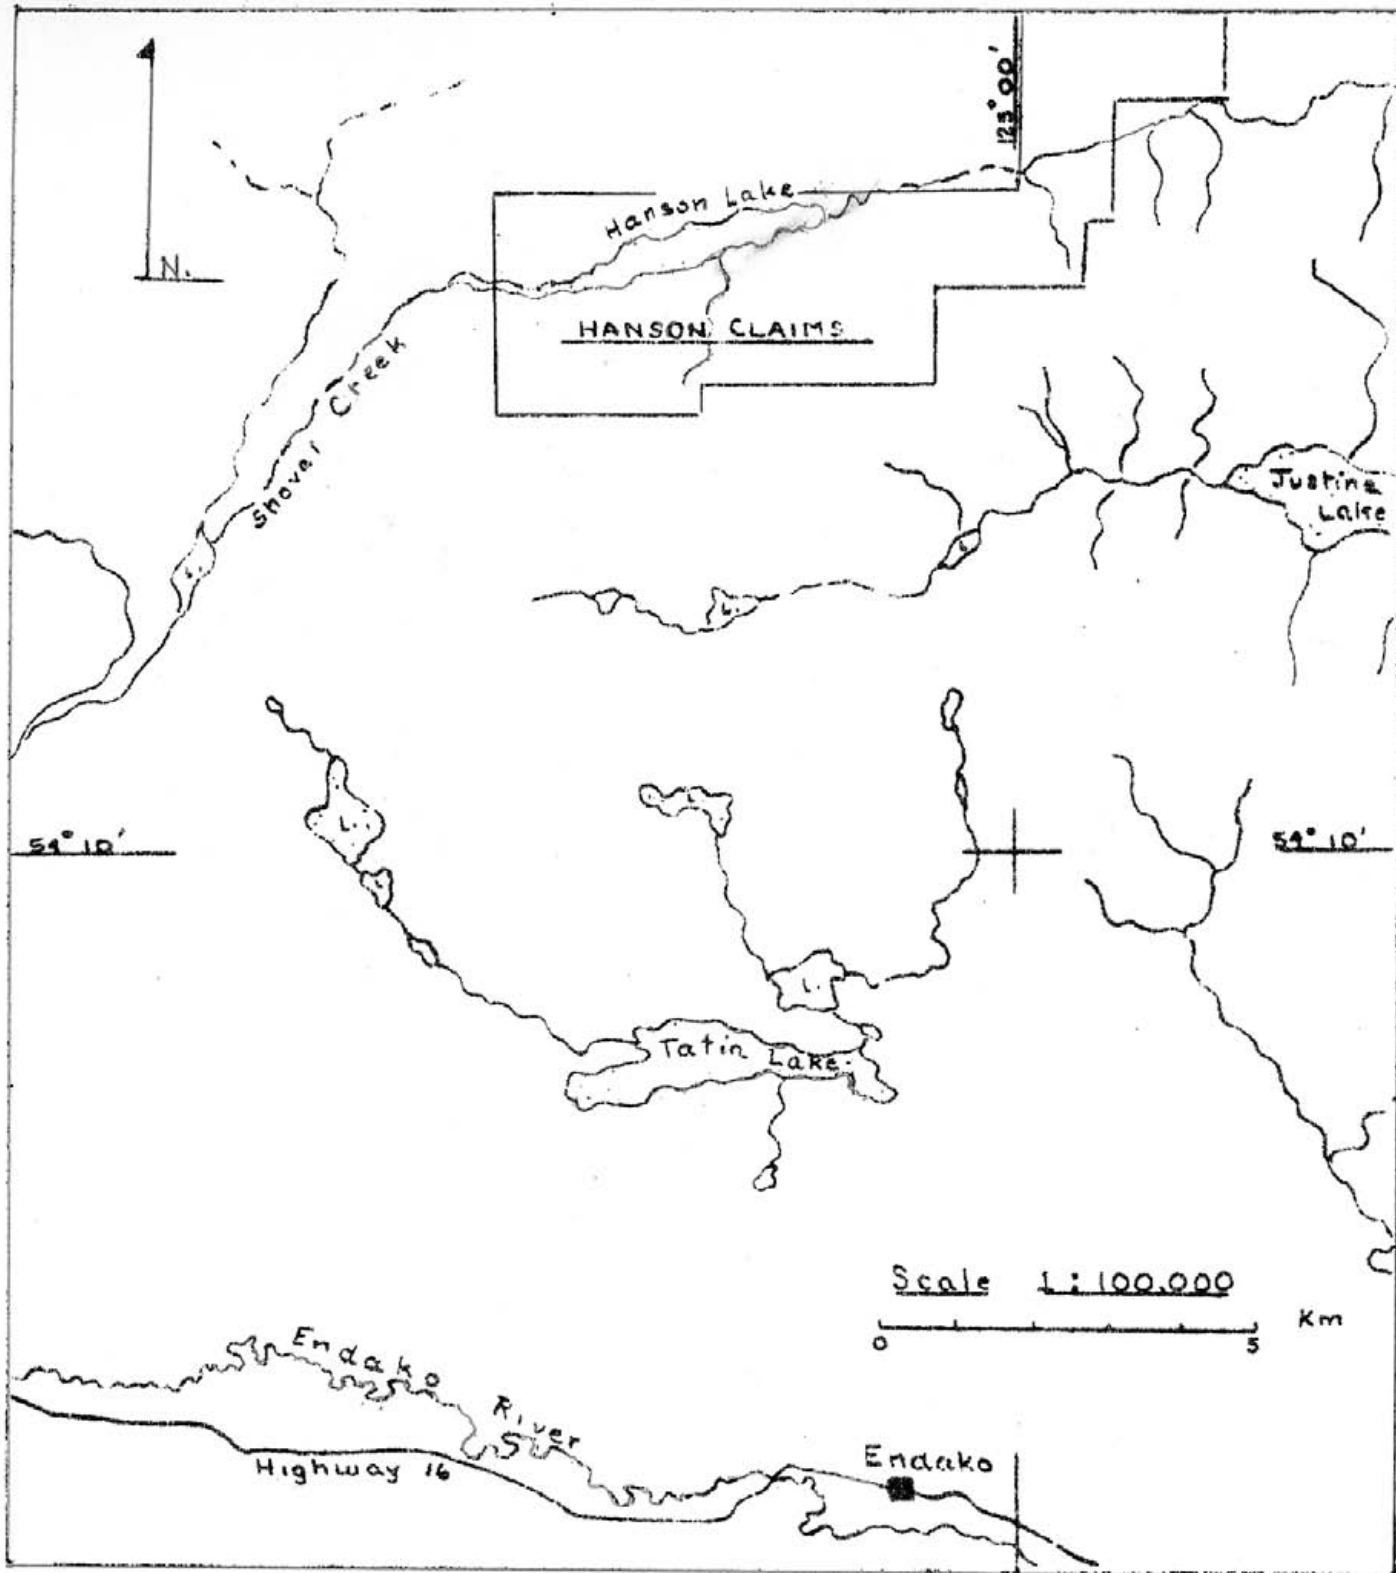 125° 00'
N.
Hanson Lake
HANSON CLAIMS
Shovel Creek
Justine
Lake
L.
L.
L.
L.
L.
54° 10'
54° 10'
L.
Tatin Lake
Scale 1:100,000
0 5 Km
Endako
River
Highway 16
Endako